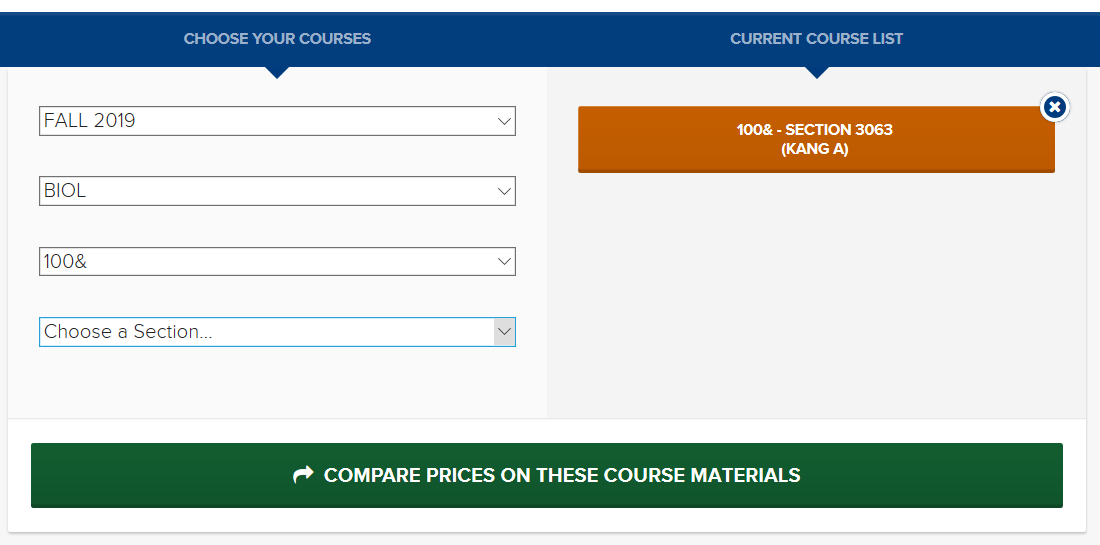 CHOOSE YOUR COURSES
CURRENT COURSE LIST
FALL 2019
BIOL
100&
Choose a Section...
100& - SECTION 3063
(KANG A)
COMPARE PRICES ON THESE COURSE MATERIALS